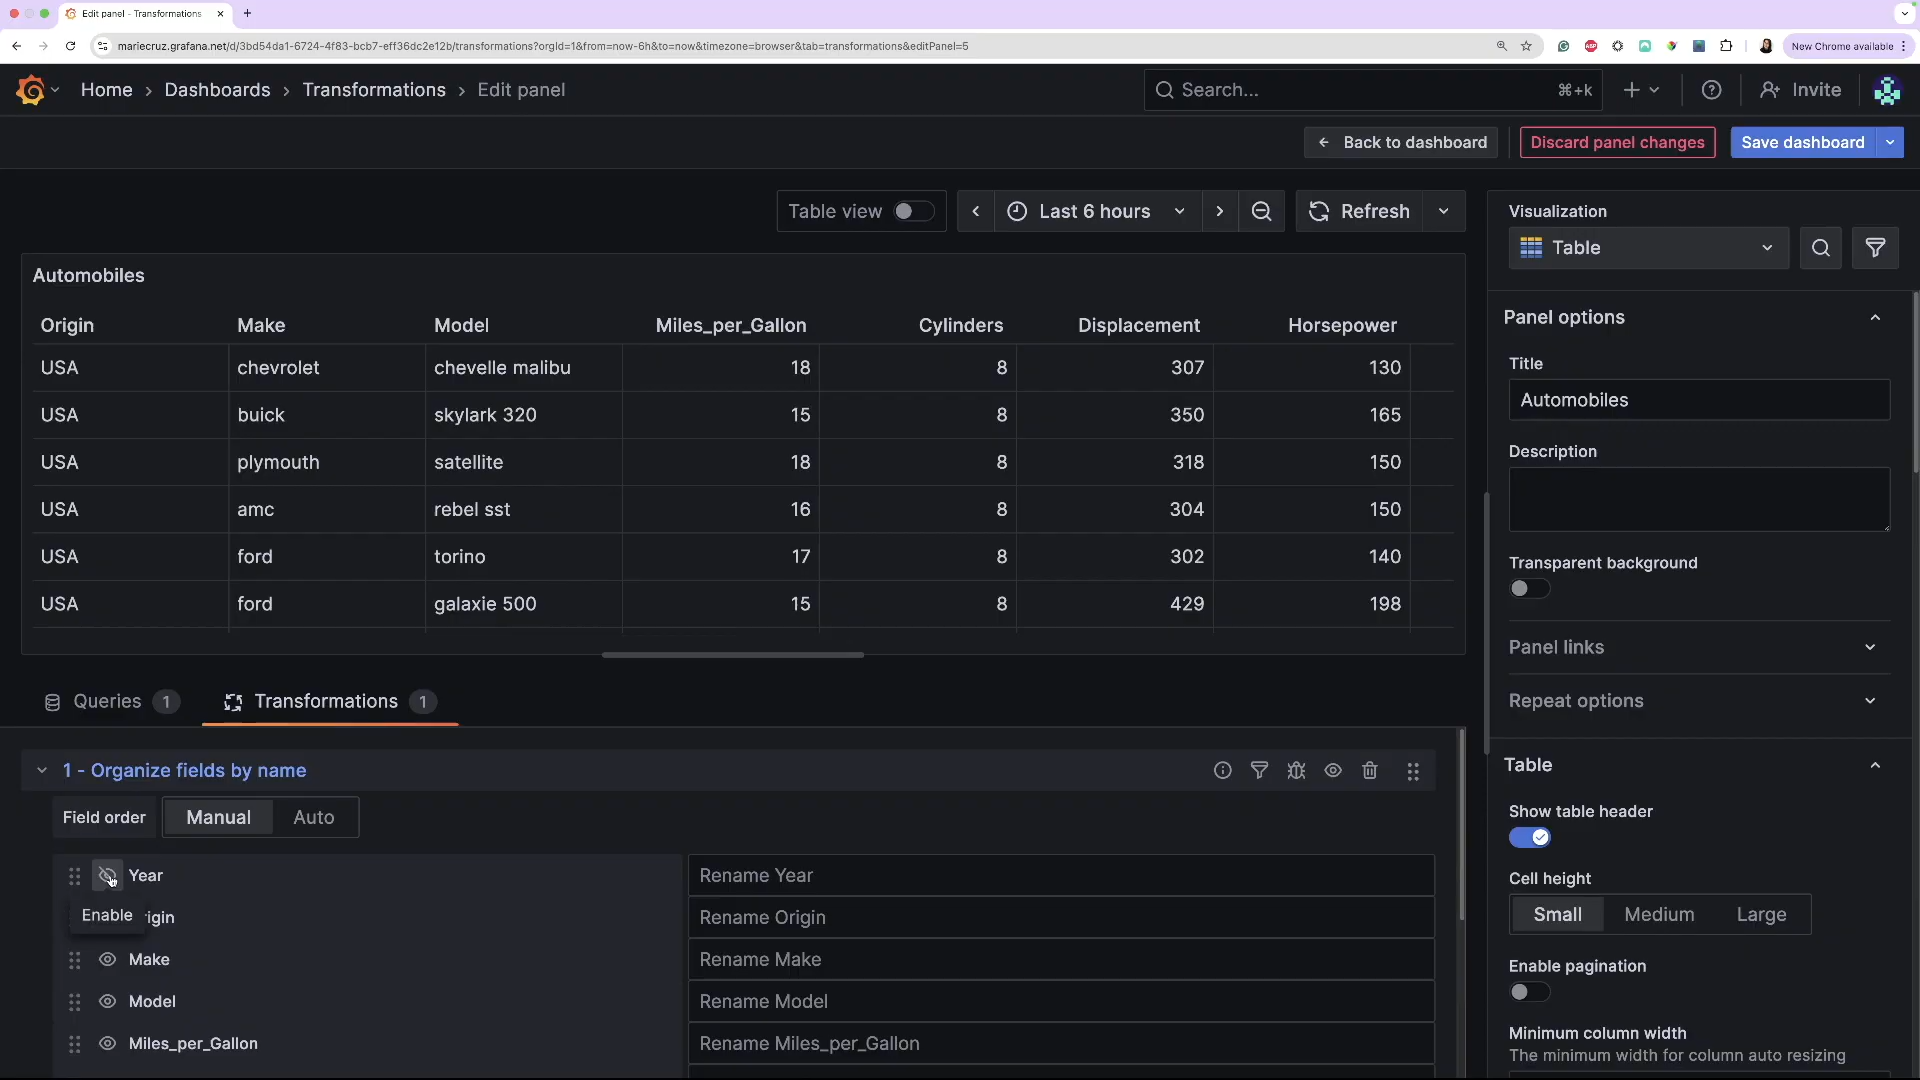 Edit panel - Transformations
mariecruz.grafana.net/d/3bd54da1-6724-4f83-bcb7-eff36dc2e12b/transformations?orgId=1&from=now-6h&to=now&timezone=browser&tab=transformations&editPanel=5
ABP
New Chrome available
Home › Dashboards › Transformations › Edit panel
Search... ⌘+k
Invite
Back to dashboard
Discard panel changes
Save dashboard
Table view
Last 6 hours
Refresh
Visualization
Table
Automobiles
Origin Make Model Miles_per_Gallon Cylinders Displacement Horsepower
USA chevrolet chevelle malibu 18 8 307 130
USA buick skylark 320 15 8 350 165
USA plymouth satellite 18 8 318 150
USA amc rebel sst 16 8 304 150
USA ford torino 17 8 302 140
USA ford galaxie 500 15 8 429 198
Panel options
Title
Automobiles
Description
Transparent background
Panel links
Repeat options
Queries 1
Transformations 1
1 - Organize fields by name
Field order Manual Auto
Year Rename Year
Enable
igin Rename Origin
Make Rename Make
Model Rename Model
Miles_per_Gallon Rename Miles_per_Gallon
Table
Show table header
Cell height
Small Medium Large
Enable pagination
Minimum column width
The minimum width for column auto resizing